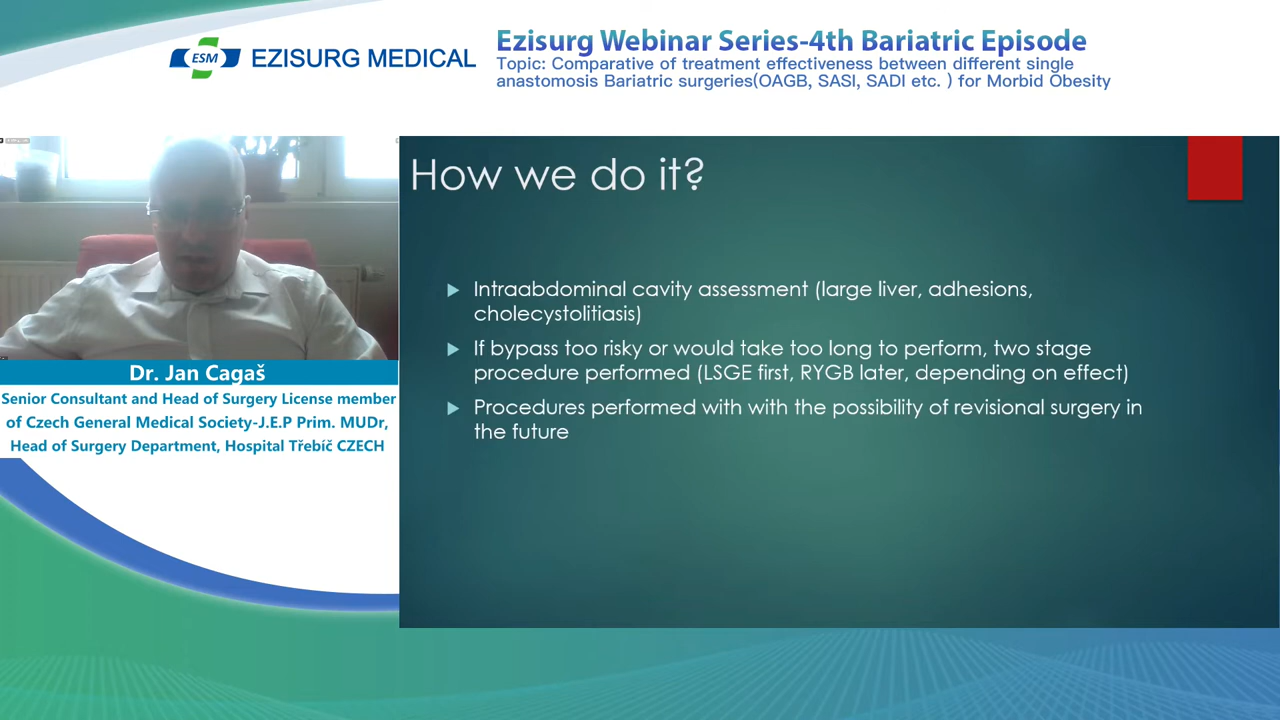 ESM
EZISURG MEDICAL
Ezisurg Webinar Series-4th Bariatric Episode
Topic: Comparative of treatment effectiveness between different single
anastomosis Bariatric surgeries(OAGB, SASI, SADI etc. ) for Morbid Obesity
How we do it?
Intraabdominal cavity assessment (large liver, adhesions,
cholecystolitiasis)
If bypass too risky or would take too long to perform, two stage
procedure performed (LSGE first, RYGB later, depending on effect)
Procedures performed with with the possibility of revisional surgery in
the future
Dr. Jan Cagaš
Senior Consultant and Head of Surgery License member
of Czech General Medical Society-J.E.P Prim. MUDr,
Head of Surgery Department, Hospital Třebíč CZECH